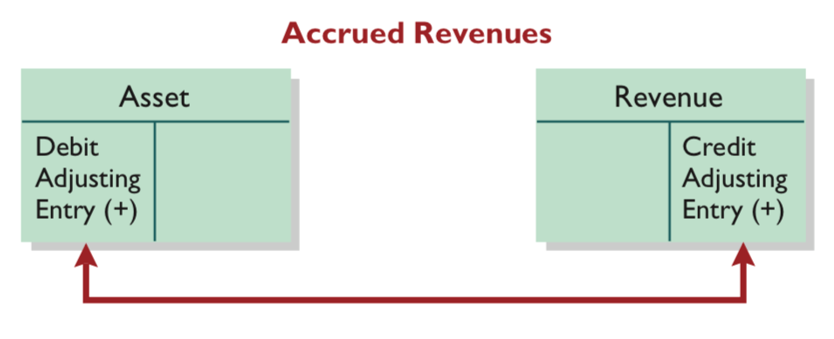 Accrued Revenues
Asset
Debit
Adjusting
Entry (+)
Revenue
Credit
Adjusting
Entry (+)